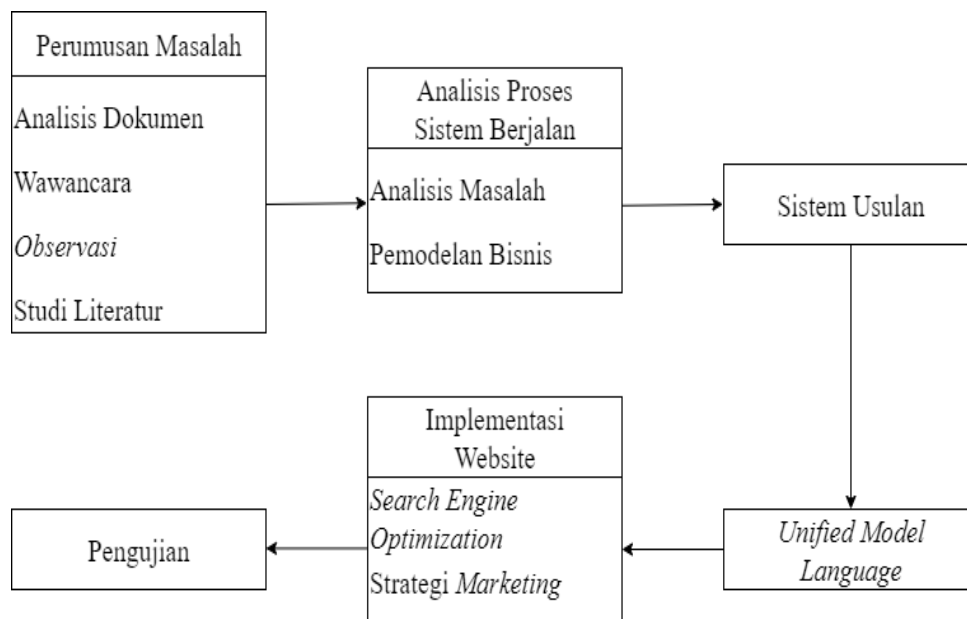 Perumusan Masalah
Analisis Dokumen
Wawancara
Observasi
Studi Literatur
Analisis Proses
Sistem Berjalan
Analisis Masalah
Pemodelan Bisnis
Sistem Usulan
Unified Model
Language
Implementasi
Website
Search Engine
Optimization
Strategi Marketing
Pengujian